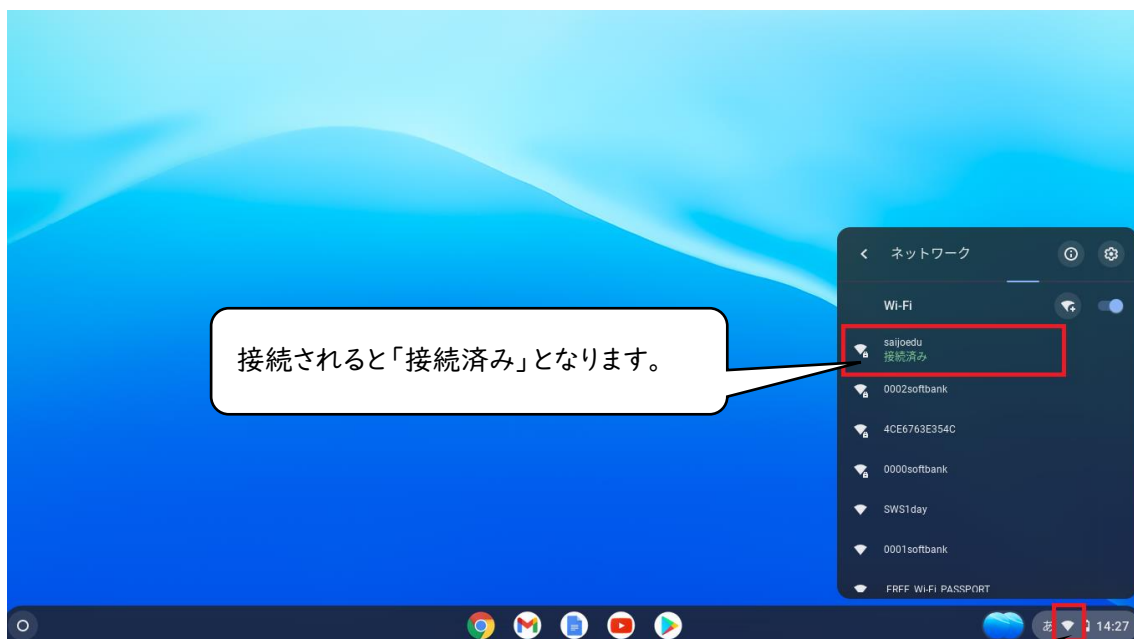 ネットワーク
Wi-Fi
saijoedu
接続済み
接続されると「接続済み」となります。
0002softbank
4CE6763E354C
0000softbank
SWS1day
0001softbank
FREE Wi-Fi PASSPORT
あ 14:27